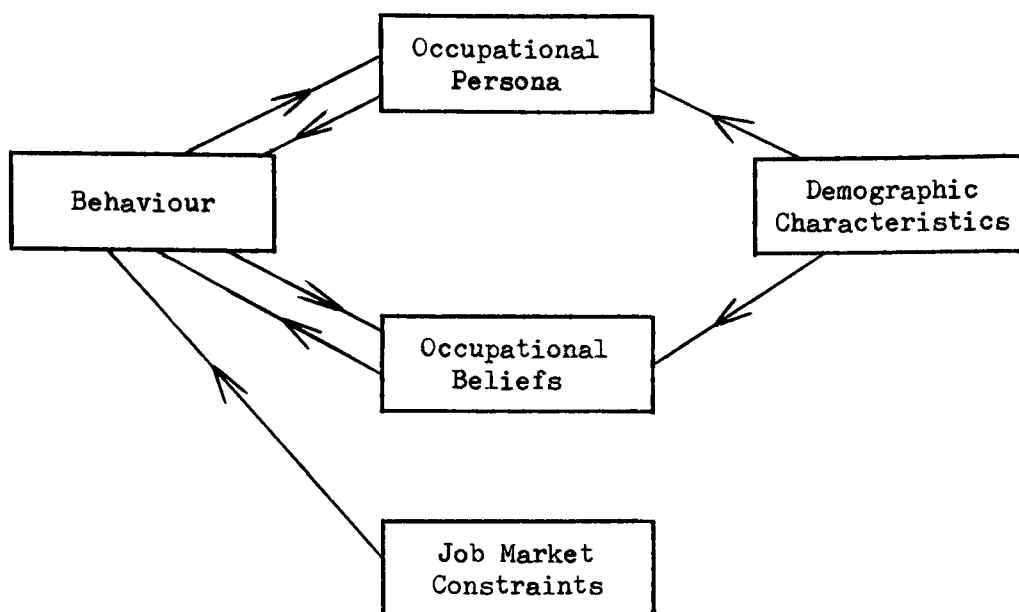 Occupational
Persona
Behaviour
Demographic
Characteristics
Occupational
Beliefs
Job Market
Constraints